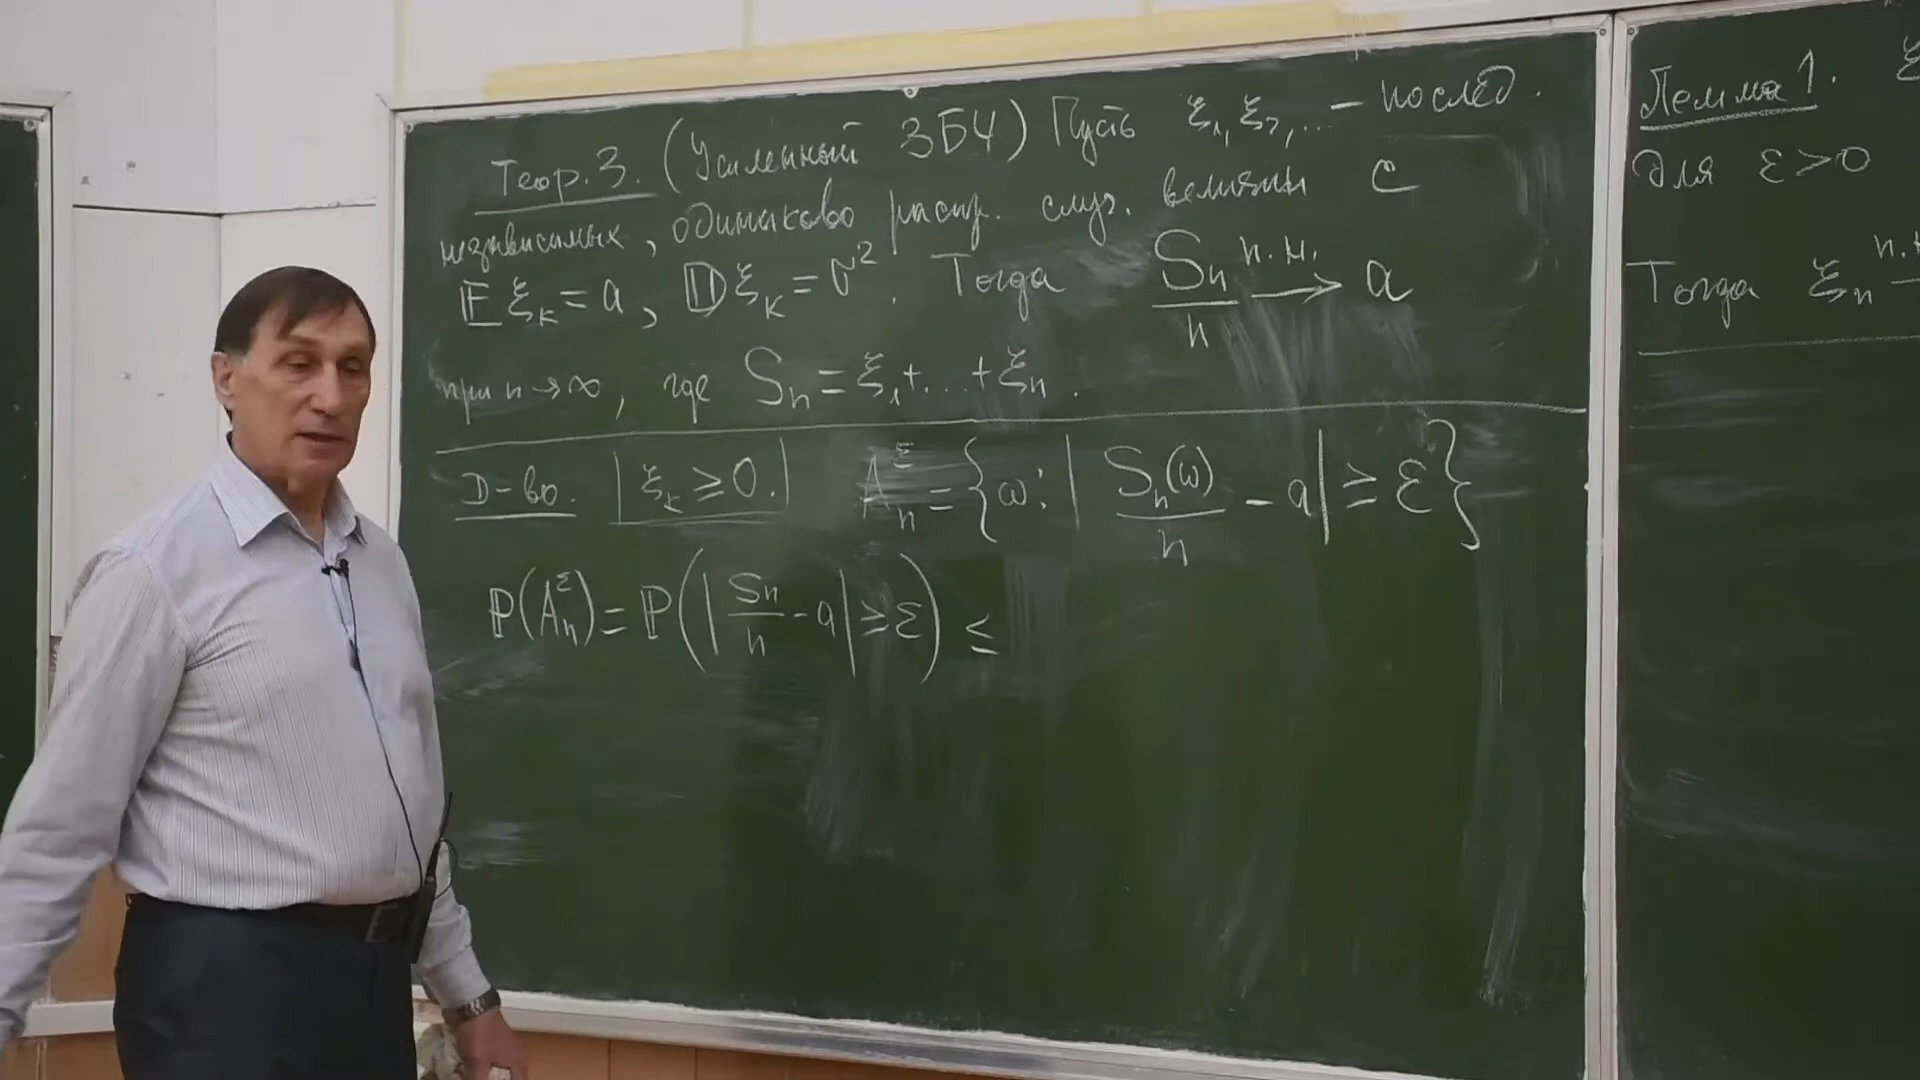 Теор. 3. (Усиленный ЗБЧ) Пусть ξ₁, ξ₂, ... — послед.
независимых, одинаково распр. случ. величин с
𝔼ξₖ = a, 𝔻ξₖ = σ². Тогда Sₙ/n п.н.→ a
при n→∞, где Sₙ = ξ₁+...+ξₙ.
Д-во. |ξₖ ≥ 0.| Aₙ^ε = {ω: |Sₙ(ω)/n - a| ≥ ε}
ℙ(Aₙ^ε) = ℙ(|Sₙ/n - a| ≥ ε) ≤
Лемма 1. ξ
для ε > 0
Тогда ξₙ п.н.